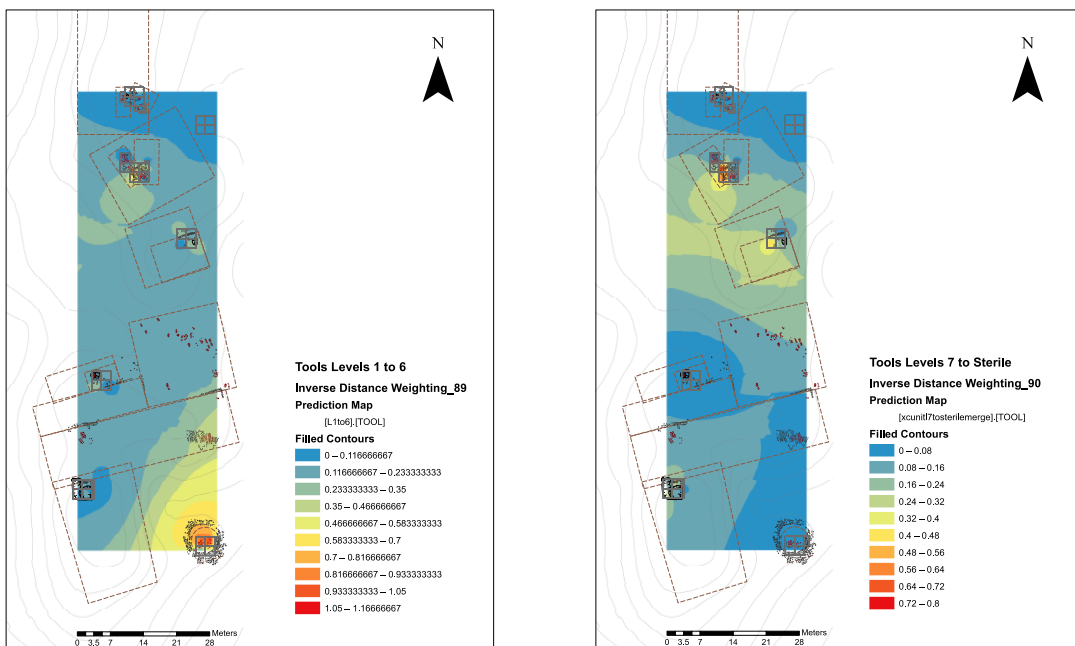 N
Tools Levels 1 to 6
Inverse Distance Weighting_89
Prediction Map
[L1to6].[TOOL]
Filled Contours
0 – 0.116666667
0.116666667 – 0.233333333
0.233333333 – 0.35
0.35 – 0.466666667
0.466666667 – 0.583333333
0.583333333 – 0.7
0.7 – 0.816666667
0.816666667 – 0.933333333
0.933333333 – 1.05
1.05 – 1.16666667
Meters
0 3.5 7 14 21 28
N
Tools Levels 7 to Sterile
Inverse Distance Weighting_90
Prediction Map
[xcunitl7tosterilemerge].[TOOL]
Filled Contours
0 – 0.08
0.08 – 0.16
0.16 – 0.24
0.24 – 0.32
0.32 – 0.4
0.4 – 0.48
0.48 – 0.56
0.56 – 0.64
0.64 – 0.72
0.72 – 0.8
Meters
0 3.5 7 14 21 28